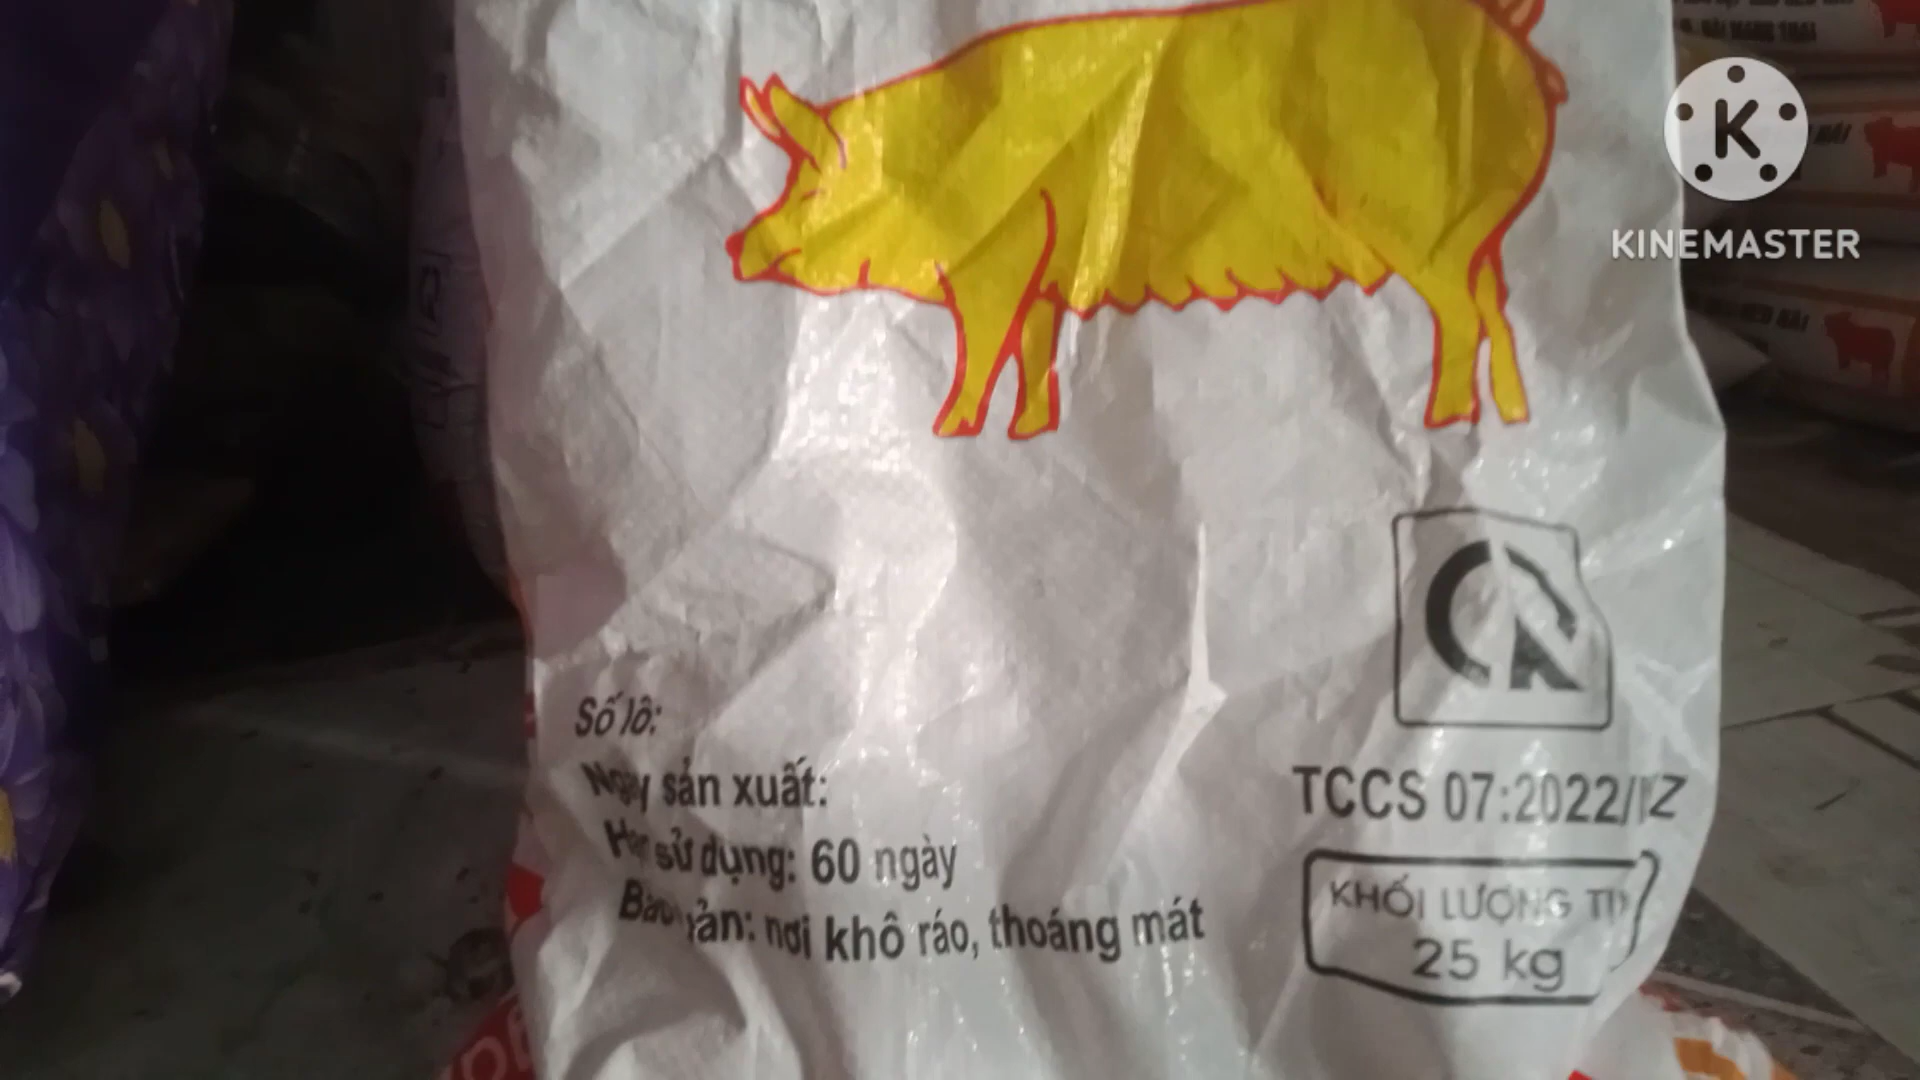 KINEMASTER
Số lô:
Ngày sản xuất:
sử dụng: 60 ngày
nơi khô ráo, thoáng mát
TCCS 07:2022/
KHỐI LƯỢNG
25 kg